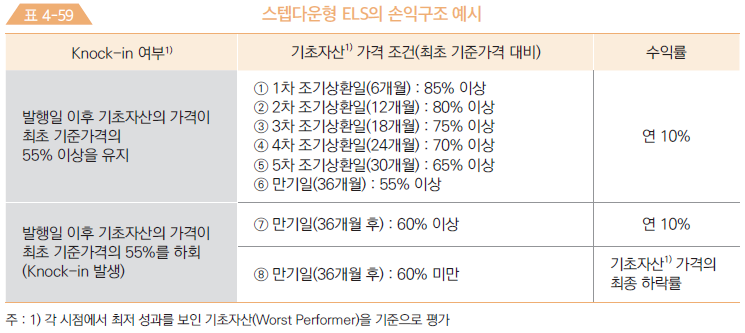 표 4-59
스텝다운형 ELS의 손익구조 예시
Knock-in 여부1)
기초자산1) 가격 조건(최초 기준가격 대비)
수익률
발행일 이후 기초자산의 가격이
최초 기준가격의
55% 이상을 유지
① 1차 조기상환일(6개월) : 85% 이상
② 2차 조기상환일(12개월) : 80% 이상
③ 3차 조기상환일(18개월) : 75% 이상
④ 4차 조기상환일(24개월) : 70% 이상
⑤ 5차 조기상환일(30개월) : 65% 이상
⑥ 만기일(36개월) : 55% 이상
연 10%
발행일 이후 기초자산의 가격이
최초 기준가격의 55%를 하회
(Knock-in 발생)
⑦ 만기일(36개월 후) : 60% 이상
연 10%
⑧ 만기일(36개월 후) : 60% 미만
기초자산1) 가격의
최종 하락률
주 : 1) 각 시점에서 최저 성과를 보인 기초자산(Worst Performer)을 기준으로 평가